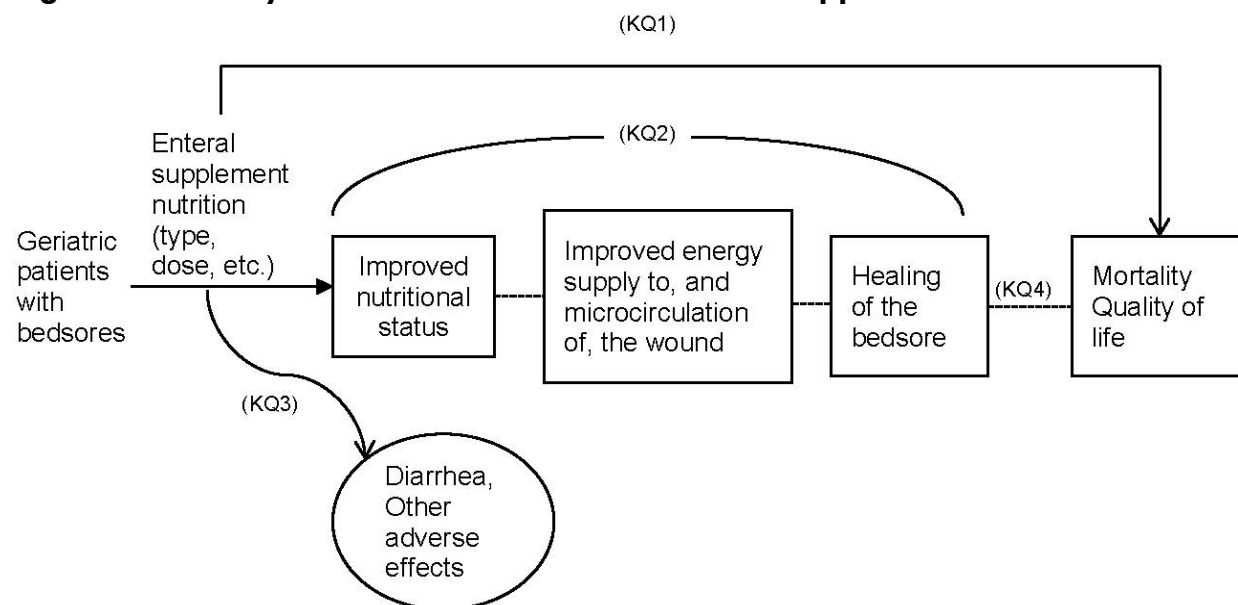 (KQ1)
(KQ2)
Enteral
supplement
nutrition
(type,
dose, etc.)
Geriatric
patients
with
bedsores
Improved
nutritional
status
Improved energy
supply to, and
microcirculation
of, the wound
Healing
of the
bedsore
(KQ4)
Mortality
Quality of
life
(KQ3)
Diarrhea,
Other
adverse
effects